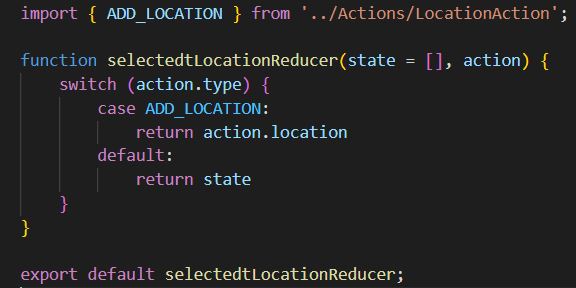 import { ADD_LOCATION } from '../Actions/LocationAction';
function selectedtLocationReducer(state = [], action) {
switch (action.type) {
case ADD_LOCATION:
return action.location
default:
return state
}
}
export default selectedtLocationReducer;